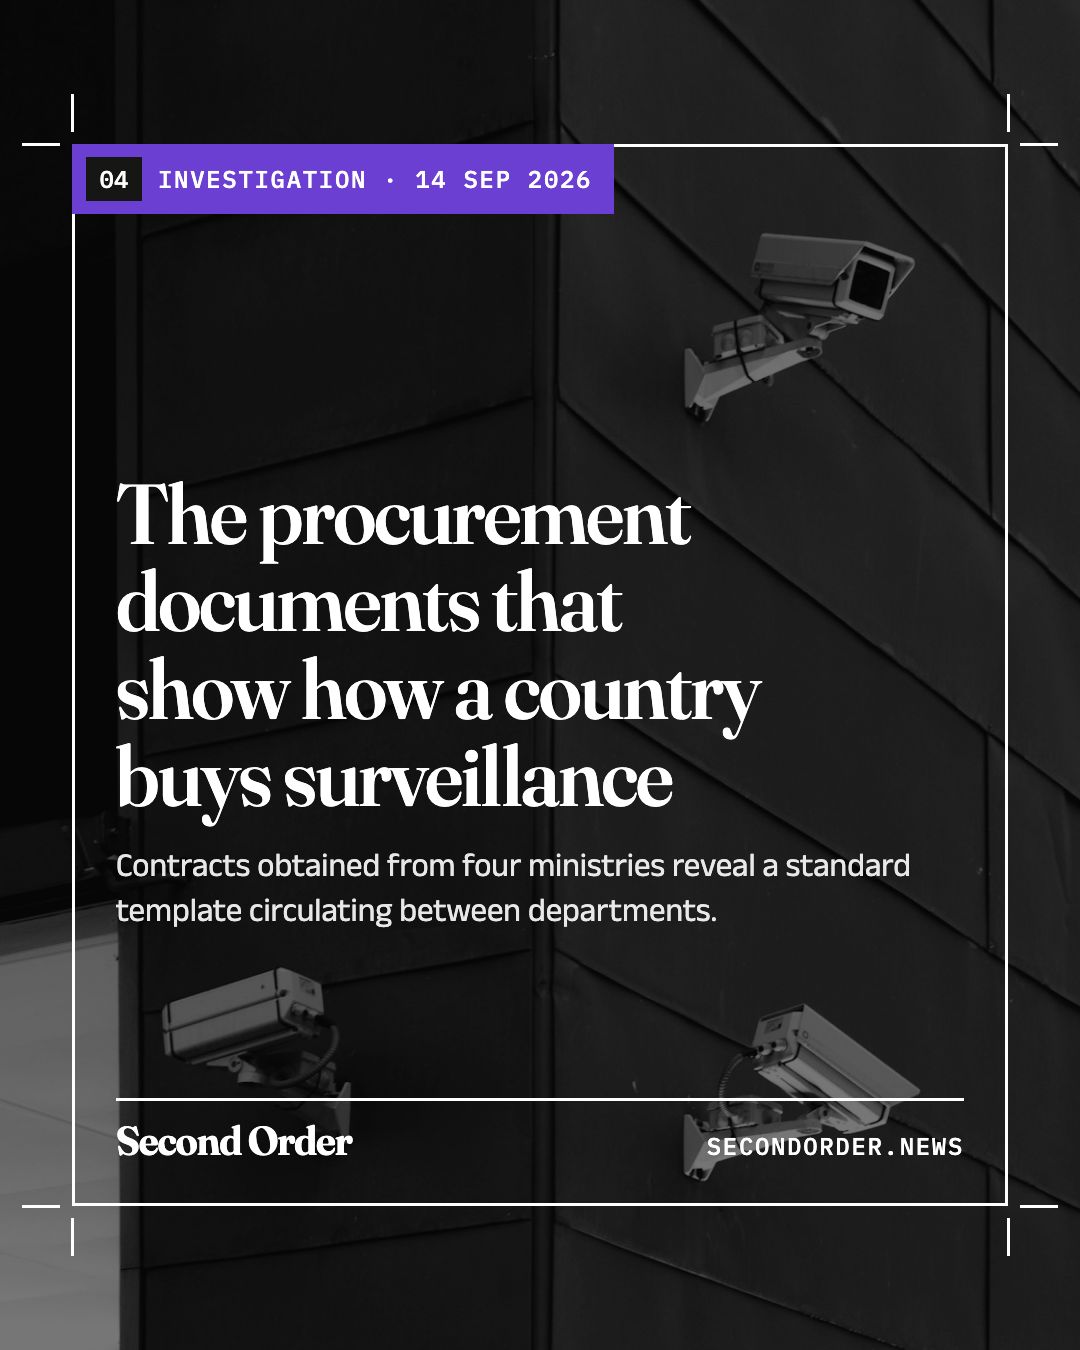 04 INVESTIGATION · 14 SEP 2026
The procurement
documents that
show how a country
buys surveillance
Contracts obtained from four ministries reveal a standard
template circulating between departments.
Second Order
SECONDORDER.NEWS